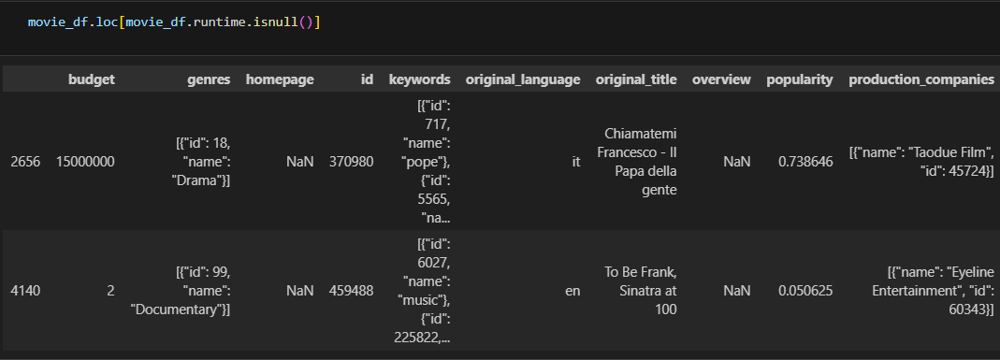 movie_df.loc[movie_df.runtime.isnull()]
budget genres homepage id keywords original_language original_title overview popularity production_companies
2656 15000000 [{"id": 18, "name": "Drama"}] NaN 370980 [{"id": 717, "name": "pope"}, {"id": 5565, "na... it Chiamatemi Francesco - Il Papa della gente NaN 0.738646 [{"name": "Taodue Film", "id": 45724}]
4140 2 [{"id": 99, "name": "Documentary"}] NaN 459488 [{"id": 6027, "name": "music"}, {"id": 225822,... en To Be Frank, Sinatra at 100 NaN 0.050625 [{"name": "Eyeline Entertainment", "id": 60343}]